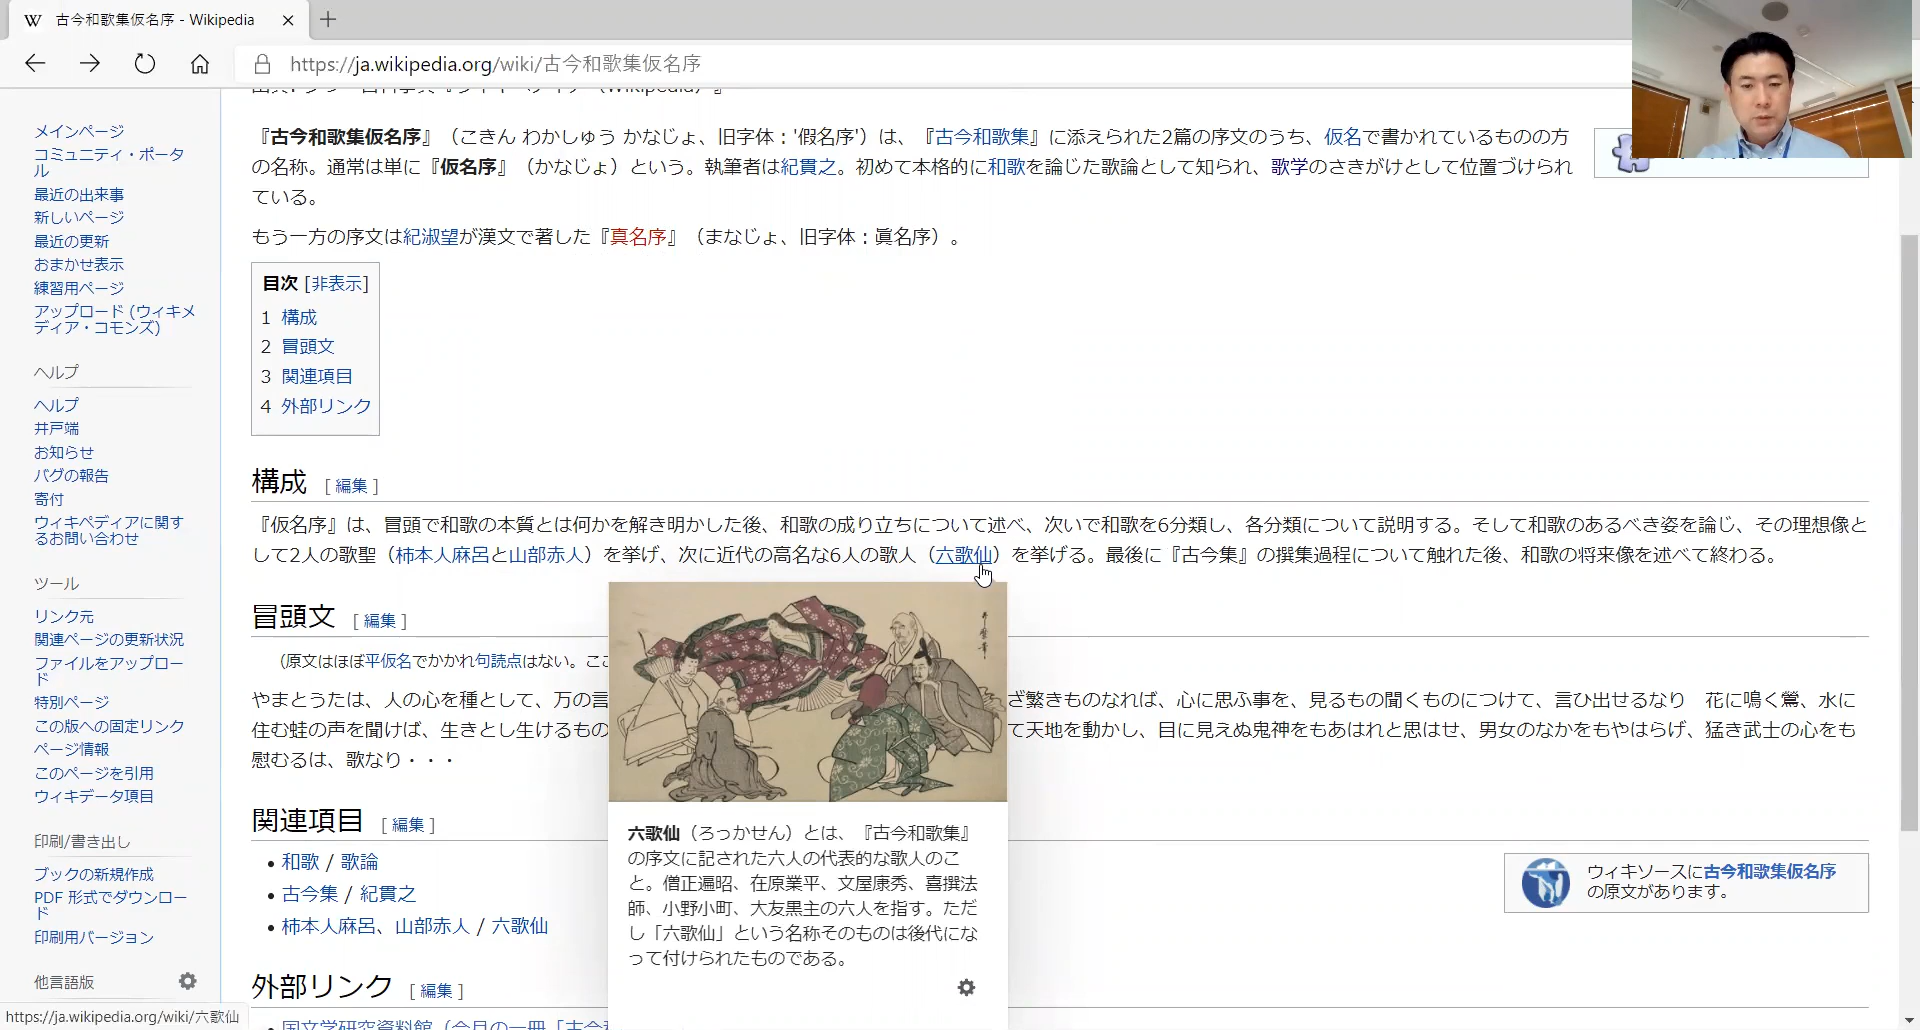 古今和歌集仮名序 - Wikipedia
https://ja.wikipedia.org/wiki/古今和歌集仮名序
メインページ
コミュニティ・ポータ
ル
最近の出来事
新しいページ
最近の更新
おまかせ表示
練習用ページ
アップロード (ウィキメ
ディア・コモンズ)
ヘルプ
ヘルプ
井戸端
お知らせ
バグの報告
寄付
ウィキペディアに関す
るお問い合わせ
ツール
リンク元
関連ページの更新状況
ファイルをアップロー
ド
特別ページ
この版への固定リンク
ページ情報
このページを引用
ウィキデータ項目
印刷/書き出し
ブックの新規作成
PDF 形式でダウンロー
ド
印刷用バージョン
他言語版
https://ja.wikipedia.org/wiki/六歌仙
『古今和歌集仮名序』（こきん わかしゅう かなじょ、旧字体：'假名序'）は、『古今和歌集』に添えられた2篇の序文のうち、仮名で書かれているものの方
の名称。通常は単に『仮名序』（かなじょ）という。執筆者は紀貫之。初めて本格的に和歌を論じた歌論として知られ、歌学のさきがけとして位置づけられ
ている。
もう一方の序文は紀淑望が漢文で著した『真名序』（まなじょ、旧字体：眞名序）。
目次 [非表示]
1 構成
2 冒頭文
3 関連項目
4 外部リンク
構成 [ 編集 ]
『仮名序』は、冒頭で和歌の本質とは何かを解き明かした後、和歌の成り立ちについて述べ、次いで和歌を6分類し、各分類について説明する。そして和歌のあるべき姿を論じ、その理想像と
して2人の歌聖（柿本人麻呂と山部赤人）を挙げ、次に近代の高名な6人の歌人（六歌仙）を挙げる。最後に『古今集』の撰集過程について触れた後、和歌の将来像を述べて終わる。
冒頭文 [ 編集 ]
（原文はほぼ平仮名でかかれ句読点はない。ここ
やまとうたは、人の心を種として、万の言 ざ繁きものなれば、心に思ふ事を、見るもの聞くものにつけて、言ひ出せるなり　花に鳴く鶯、水に
住む蛙の声を聞けば、生きとし生けるもの て天地を動かし、目に見えぬ鬼神をもあはれと思はせ、男女のなかをもやはらげ、猛き武士の心をも
慰むるは、歌なり・・・
六歌仙（ろっかせん）とは、『古今和歌集』
の序文に記された六人の代表的な歌人のこ
と。僧正遍昭、在原業平、文屋康秀、喜撰法
師、小野小町、大友黒主の六人を指す。ただ
し「六歌仙」という名称そのものは後代にな
って付けられたものである。
関連項目 [ 編集 ]
• 和歌 / 歌論
• 古今集 / 紀貫之
• 柿本人麻呂、山部赤人 / 六歌仙
ウィキソースに古今和歌集仮名序
の原文があります。
外部リンク [ 編集 ]